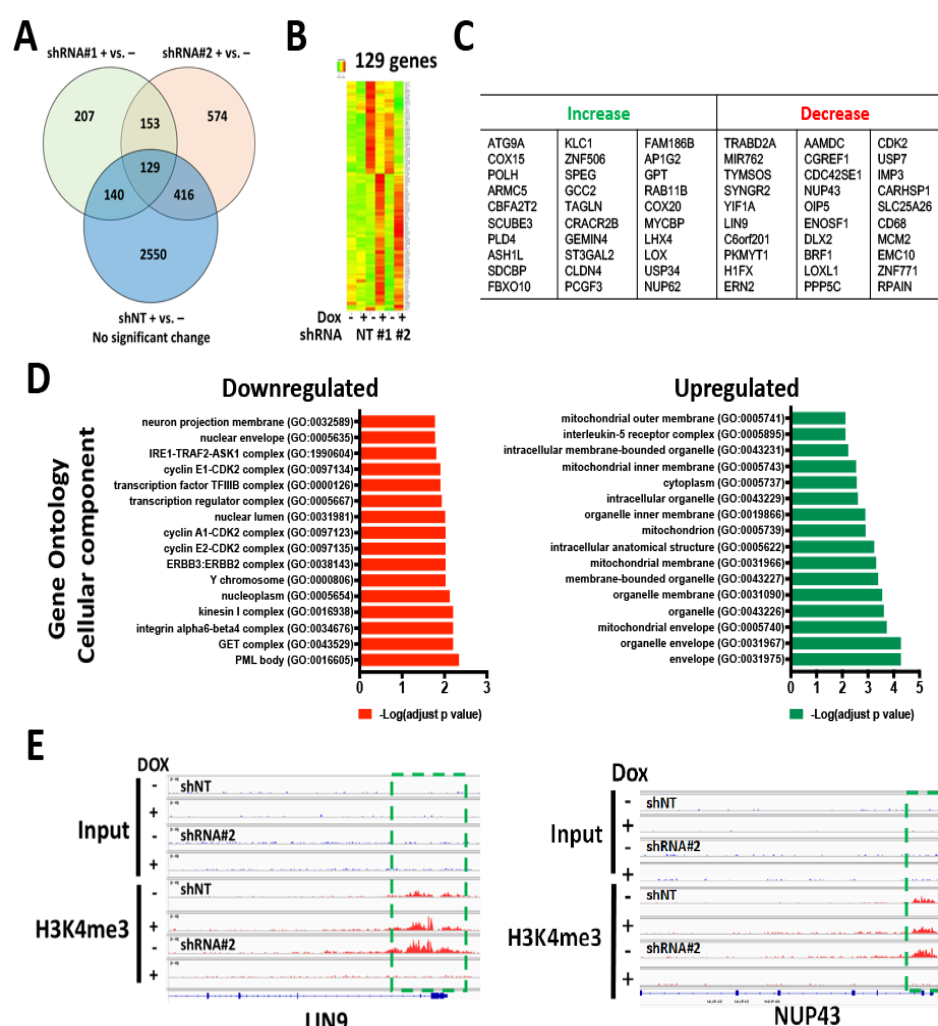 A
shRNA#1 + vs. –
shRNA#2 + vs. –
207
153
574
129
140
416
2550
shNT + vs. –
No significant change
B
129 genes
Dox - + - + - +
shRNA NT #1 #2
C
Increase Decrease
ATG9A KLC1 FAM186B TRABD2A AAMDC CDK2
COX15 ZNF506 AP1G2 MIR762 CGREF1 USP7
POLH SPEG GPT TYMSOS CDC42SE1 IMP3
ARMC5 GCC2 RAB11B SYNGR2 NUP43 CARHSP1
CBFA2T2 TAGLN COX20 YIF1A OIP5 SLC25A26
SCUBE3 CRACR2B MYCBP LIN9 ENOSF1 CD68
PLD4 GEMIN4 LHX4 C6orf201 DLX2 MCM2
ASH1L ST3GAL2 LOX PKMYT1 BRF1 EMC10
SDCBP CLDN4 USP34 H1FX LOXL1 ZNF771
FBXO10 PCGF3 NUP62 ERN2 PPP5C RPAIN
D
Gene Ontology
Cellular component
Downregulated
neuron projection membrane (GO:0032589)
nuclear envelope (GO:0005635)
IRE1-TRAF2-ASK1 complex (GO:1990604)
cyclin E1-CDK2 complex (GO:0097134)
transcription factor TFIIIB complex (GO:0000126)
transcription regulator complex (GO:0005667)
nuclear lumen (GO:0031981)
cyclin A1-CDK2 complex (GO:0097123)
cyclin E2-CDK2 complex (GO:0097135)
ERBB3:ERBB2 complex (GO:0038143)
Y chromosome (GO:0000806)
nucleoplasm (GO:0005654)
kinesin I complex (GO:0016938)
integrin alpha6-beta4 complex (GO:0034676)
GET complex (GO:0043529)
PML body (GO:0016605)
0 1 2 3
-Log(adjust p value)
Upregulated
mitochondrial outer membrane (GO:0005741)
interleukin-5 receptor complex (GO:0005895)
intracellular membrane-bounded organelle (GO:0043231)
mitochondrial inner membrane (GO:0005743)
cytoplasm (GO:0005737)
intracellular organelle (GO:0043229)
organelle inner membrane (GO:0019866)
mitochondrion (GO:0005739)
intracellular anatomical structure (GO:0005622)
mitochondrial membrane (GO:0031966)
membrane-bounded organelle (GO:0043227)
organelle membrane (GO:0031090)
organelle (GO:0043226)
mitochondrial envelope (GO:0005740)
organelle envelope (GO:0031967)
envelope (GO:0031975)
0 1 2 3 4 5
-Log(adjust p value)
E
DOX
Input
H3K4me3
- shNT
+
- shRNA#2
+
- shNT
+
- shRNA#2
+
LIN9
Dox
Input
H3K4me3
- shNT
+
- shRNA#2
+
- shNT
+
- shRNA#2
+
NUP43 NUP43 NUP43
NUP43